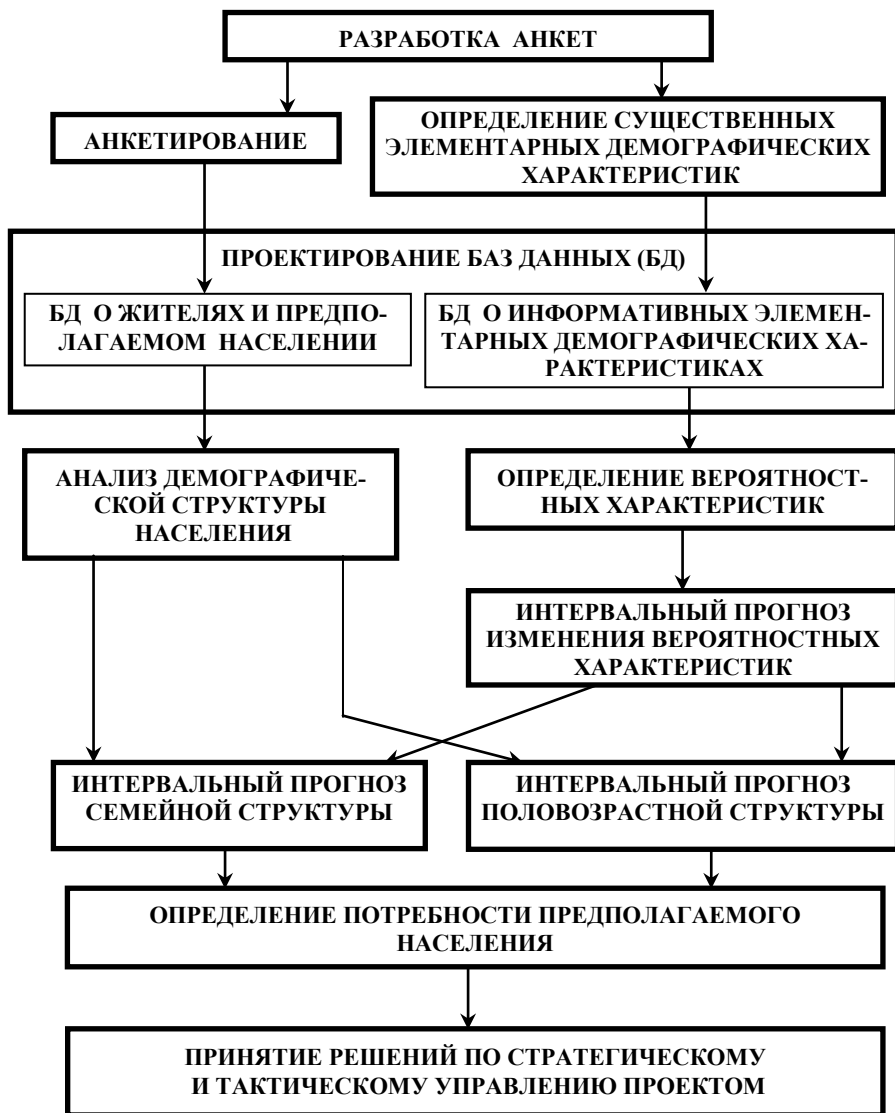 РАЗРАБОТКА АНКЕТ
АНКЕТИРОВАНИЕ
ОПРЕДЕЛЕНИЕ СУЩЕСТВЕННЫХ
ЭЛЕМЕНТАРНЫХ ДЕМОГРАФИЧЕСКИХ
ХАРАКТЕРИСТИК
ПРОЕКТИРОВАНИЕ БАЗ ДАННЫХ (БД)
БД О ЖИТЕЛЯХ И ПРЕДПО-
ЛАГАЕМОМ НАСЕЛЕНИИ
БД О ИНФОРМАТИВНЫХ ЭЛЕМЕН-
ТАРНЫХ ДЕМОГРАФИЧЕСКИХ ХА-
РАКТЕРИСТИКАХ
АНАЛИЗ ДЕМОГРАФИЧЕ-
СКОЙ СТРУКТУРЫ
НАСЕЛЕНИЯ
ОПРЕДЕЛЕНИЕ ВЕРОЯТНОСТ-
НЫХ ХАРАКТЕРИСТИК
ИНТЕРВАЛЬНЫЙ ПРОГНОЗ
ИЗМЕНЕНИЯ ВЕРОЯТНОСТНЫХ
ХАРАКТЕРИСТИК
ИНТЕРВАЛЬНЫЙ ПРОГНОЗ
СЕМЕЙНОЙ СТРУКТУРЫ
ИНТЕРВАЛЬНЫЙ ПРОГНОЗ
ПОЛОВОЗРАСТНОЙ СТРУКТУРЫ
ОПРЕДЕЛЕНИЕ ПОТРЕБНОСТИ ПРЕДПОЛАГАЕМОГО
НАСЕЛЕНИЯ
ПРИНЯТИЕ РЕШЕНИЙ ПО СТРАТЕГИЧЕСКОМУ
И ТАКТИЧЕСКОМУ УПРАВЛЕНИЮ ПРОЕКТОМ